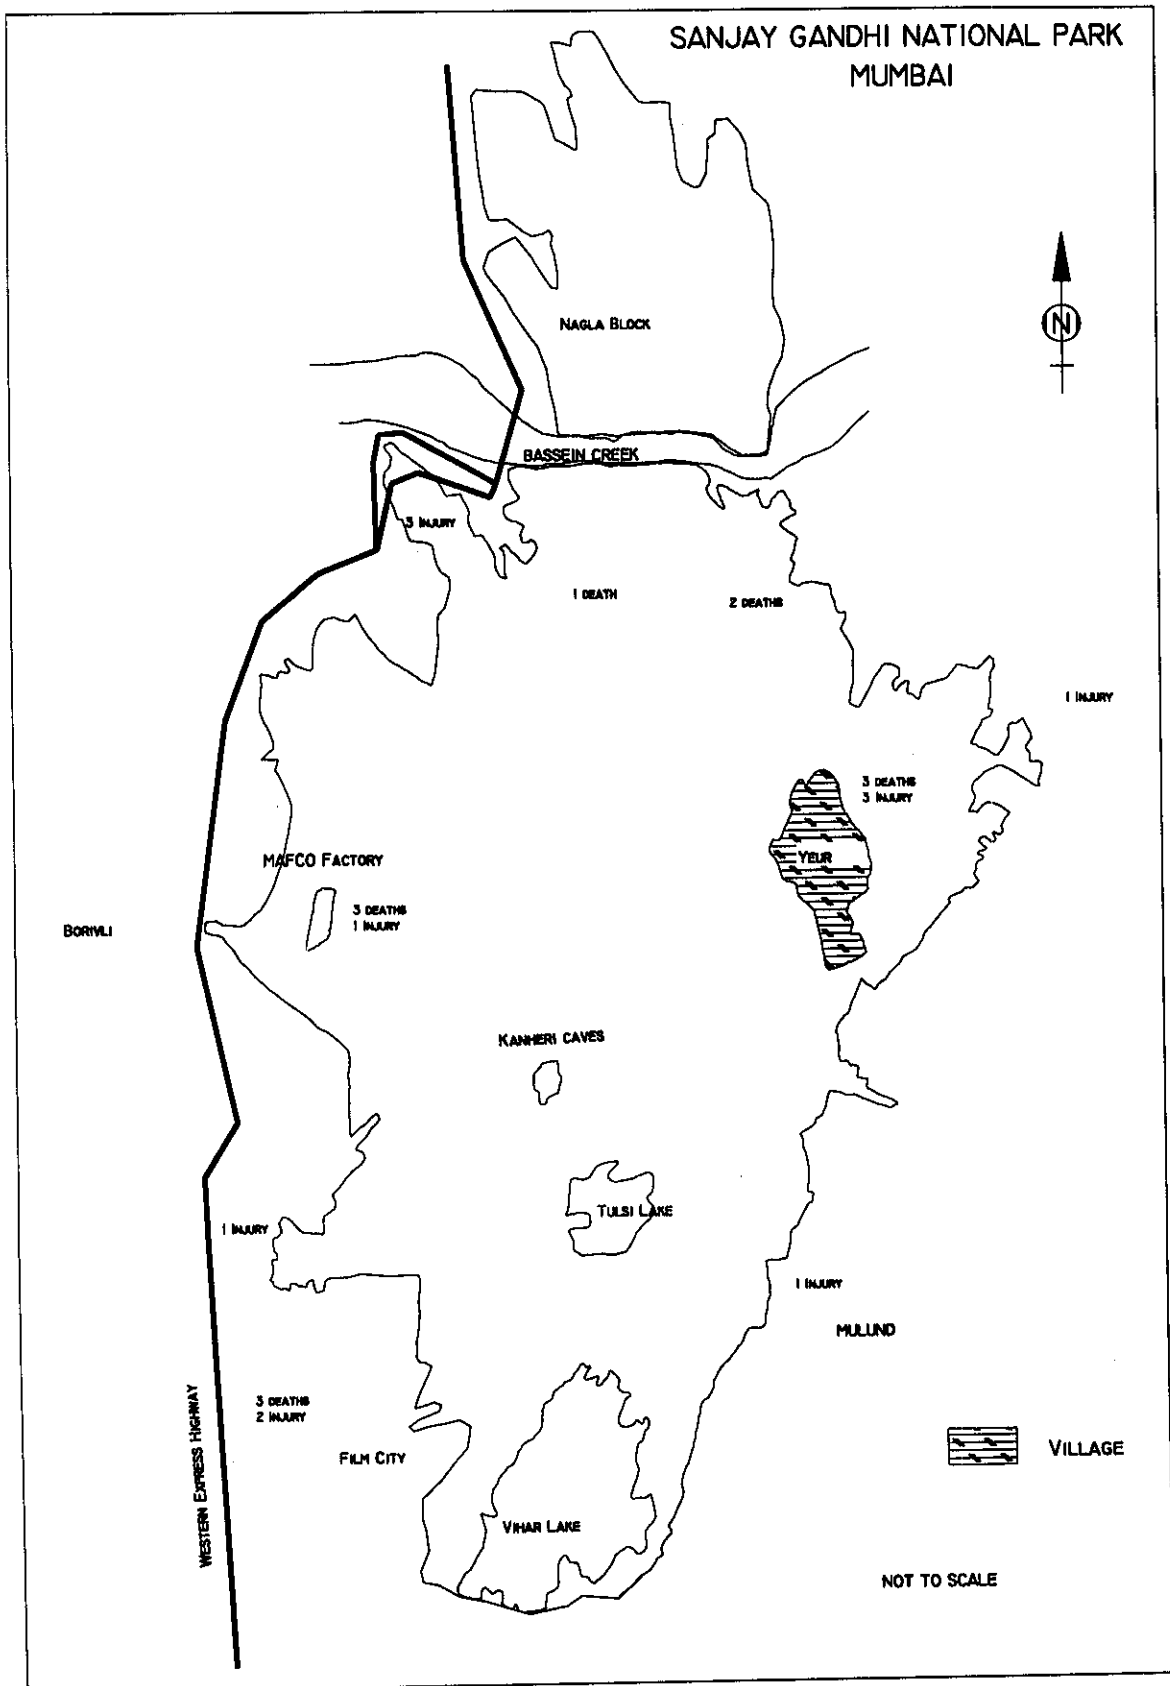 SANJAY GANDHI NATIONAL PARK
MUMBAI
N
NAGLA BLOCK
BASSEIN CREEK
3 INJURY
1 DEATH
2 DEATHS
1 INJURY
3 DEATHS
3 INJURY
YEUR
MAFCO FACTORY
3 DEATHS
1 INJURY
BORIVLI
KANHERI CAVES
TULSI LAKE
1 INJURY
1 INJURY
MULUND
WESTERN EXPRESS HIGHWAY
3 DEATHS
2 INJURY
FILM CITY
VILLAGE
VIHAR LAKE
NOT TO SCALE